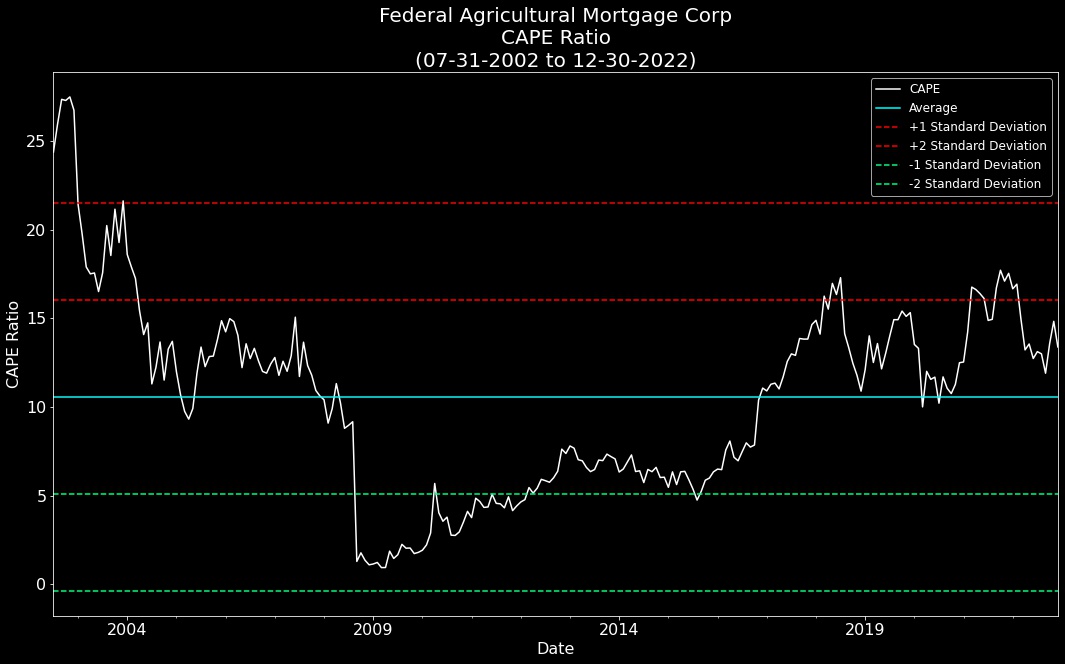 Federal Agricultural Mortgage Corp
CAPE Ratio
(07-31-2002 to 12-30-2022)
CAPE
Average
+1 Standard Deviation
+2 Standard Deviation
-1 Standard Deviation
-2 Standard Deviation
CAPE Ratio
25
20
15
10
5
0
2004
2009
2014
2019
Date